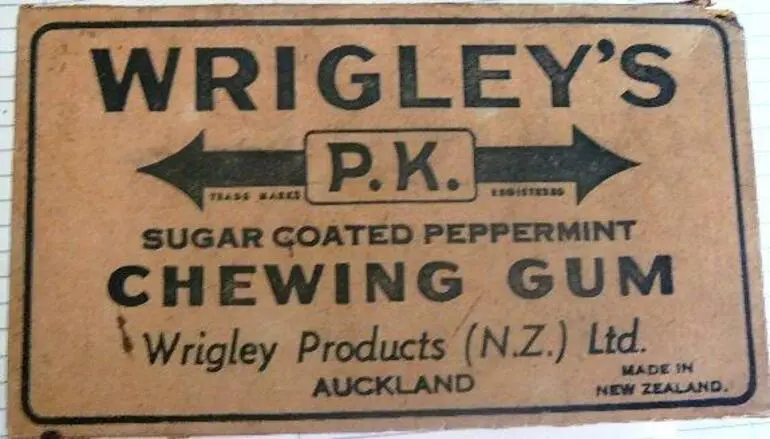 WRIGLEY'S
P.K.
TRADE MARKS REGISTERED
SUGAR COATED PEPPERMINT
CHEWING GUM
Wrigley Products (N.Z.) Ltd.
AUCKLAND
MADE IN
NEW ZEALAND.